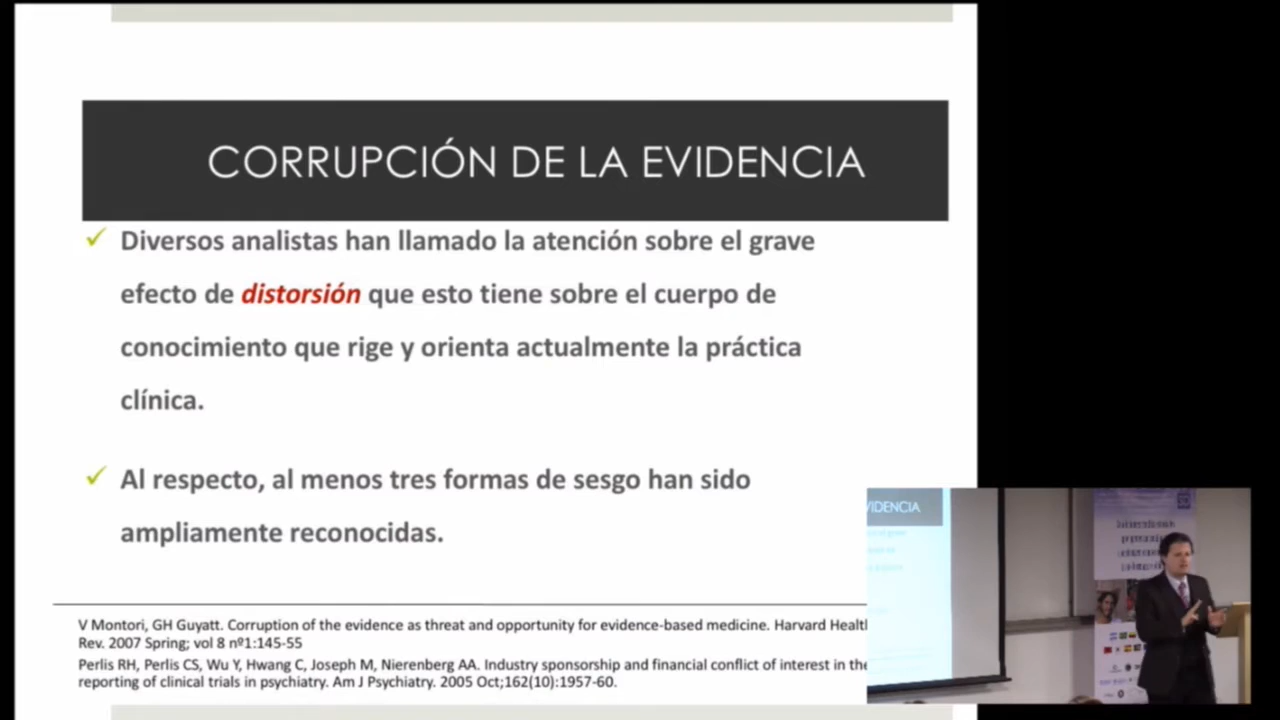 CORRUPCIÓN DE LA EVIDENCIA
✓ Diversos analistas han llamado la atención sobre el grave
efecto de distorsión que esto tiene sobre el cuerpo de
conocimiento que rige y orienta actualmente la práctica
clínica.
✓ Al respecto, al menos tres formas de sesgo han sido
ampliamente reconocidas.
V Montori, GH Guyatt. Corruption of the evidence as threat and opportunity for evidence-based medicine. Harvard Health
Rev. 2007 Spring; vol 8 nº1:145-55
Perlis RH, Perlis CS, Wu Y, Hwang C, Joseph M, Nierenberg AA. Industry sponsorship and financial conflict of interest in the
reporting of clinical trials in psychiatry. Am J Psychiatry. 2005 Oct;162(10):1957-60.
VIDENCIA